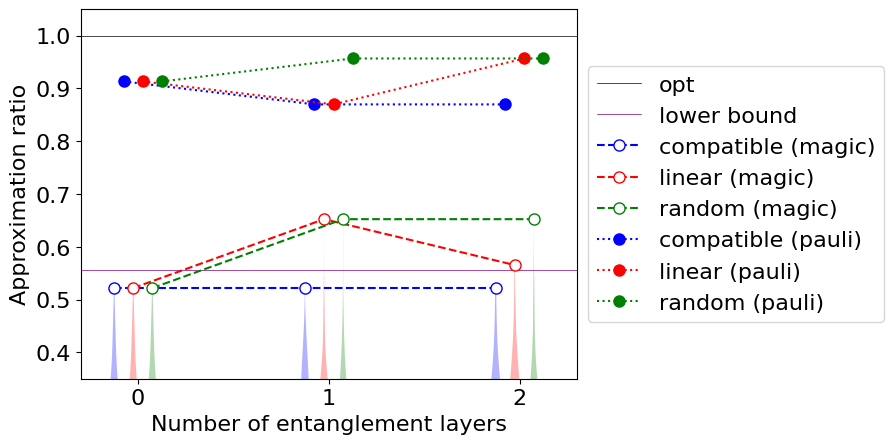 1.0
0.9
0.8
0.7
0.6
0.5
0.4
Approximation ratio
0 1 2
Number of entanglement layers
opt
lower bound
compatible (magic)
linear (magic)
random (magic)
compatible (pauli)
linear (pauli)
random (pauli)